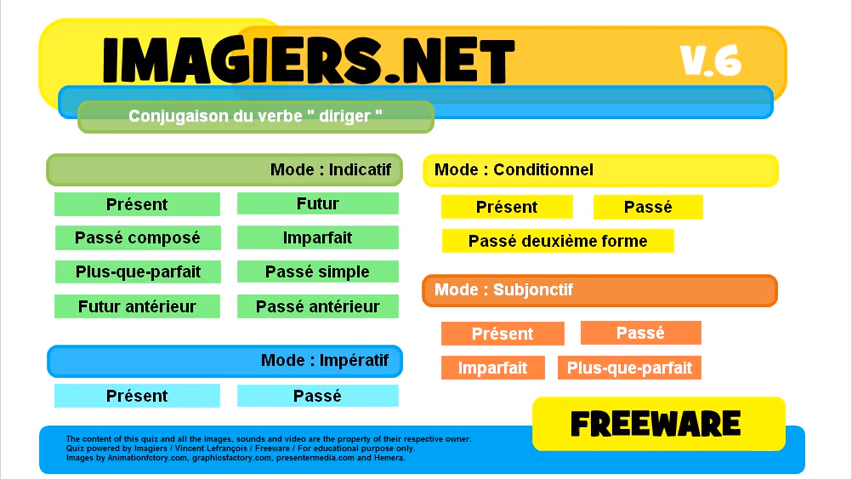 IMAGIERS.NET
V.6
Conjugaison du verbe " diriger "
Mode : Indicatif
Présent
Futur
Passé composé
Imparfait
Plus-que-parfait
Passé simple
Futur antérieur
Passé antérieur
Mode : Impératif
Présent
Passé
Mode : Conditionnel
Présent
Passé
Passé deuxième forme
Mode : Subjonctif
Présent
Passé
Imparfait
Plus-que-parfait
FREEWARE
The content of this quiz and all the images, sounds and video are the property of their respective owner.
Quiz powered by Imagiers / Vincent Lefrançois / Freeware / For educational purpose only.
Images by Animationfctory.com, graphicsfactory.com, presentermedia.com and Hemera.